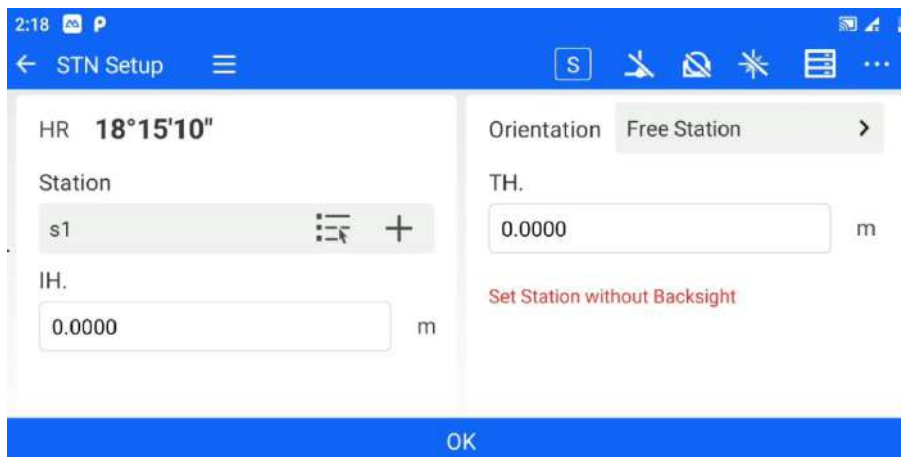 2:18 P
← STN Setup
S
HR 18°15'10"
Station
s1
IH.
0.0000 m
Orientation Free Station
TH.
0.0000 m
Set Station without Backsight
OK